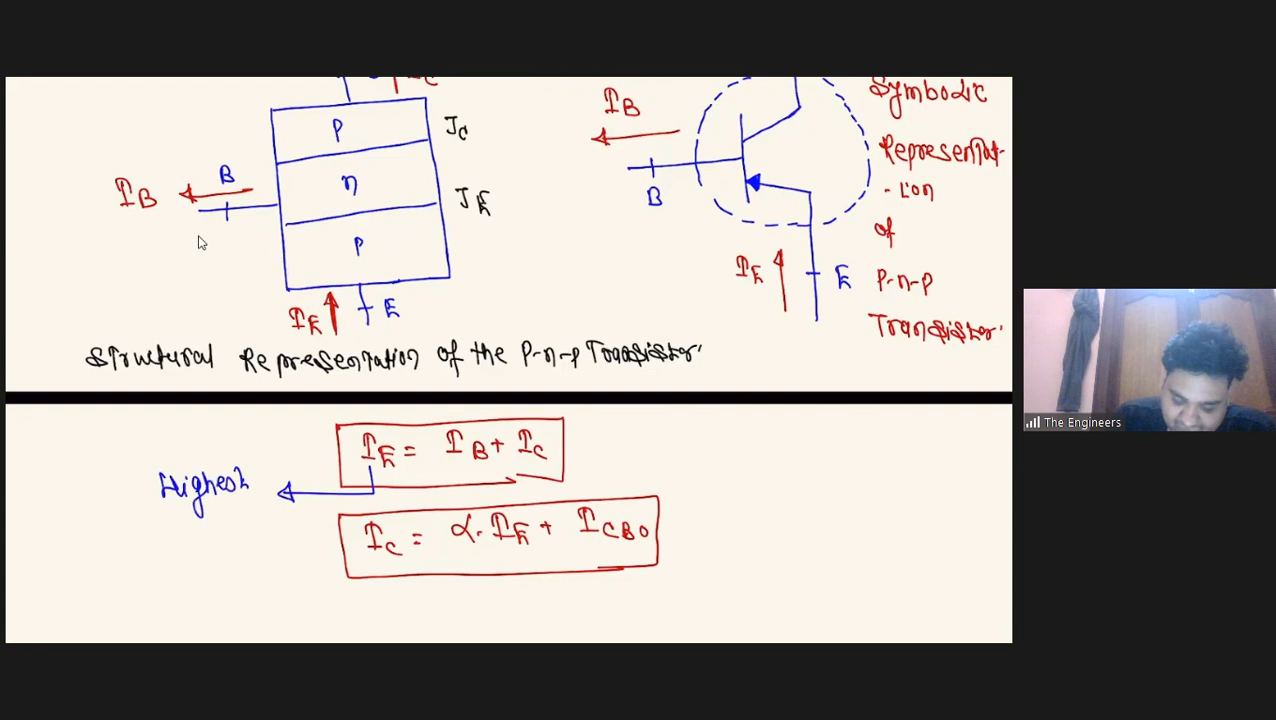 IC
P
JC
B
IB
n
JE
P
IE
E
Structural Representation of the P-n-p Transistor
IB
B
IE
E
Symbolic
Representat-
-ion
of
P-n-p
Transistor
IE = IB + IC
Highest
IC = α. IE + ICBO
The Engineers